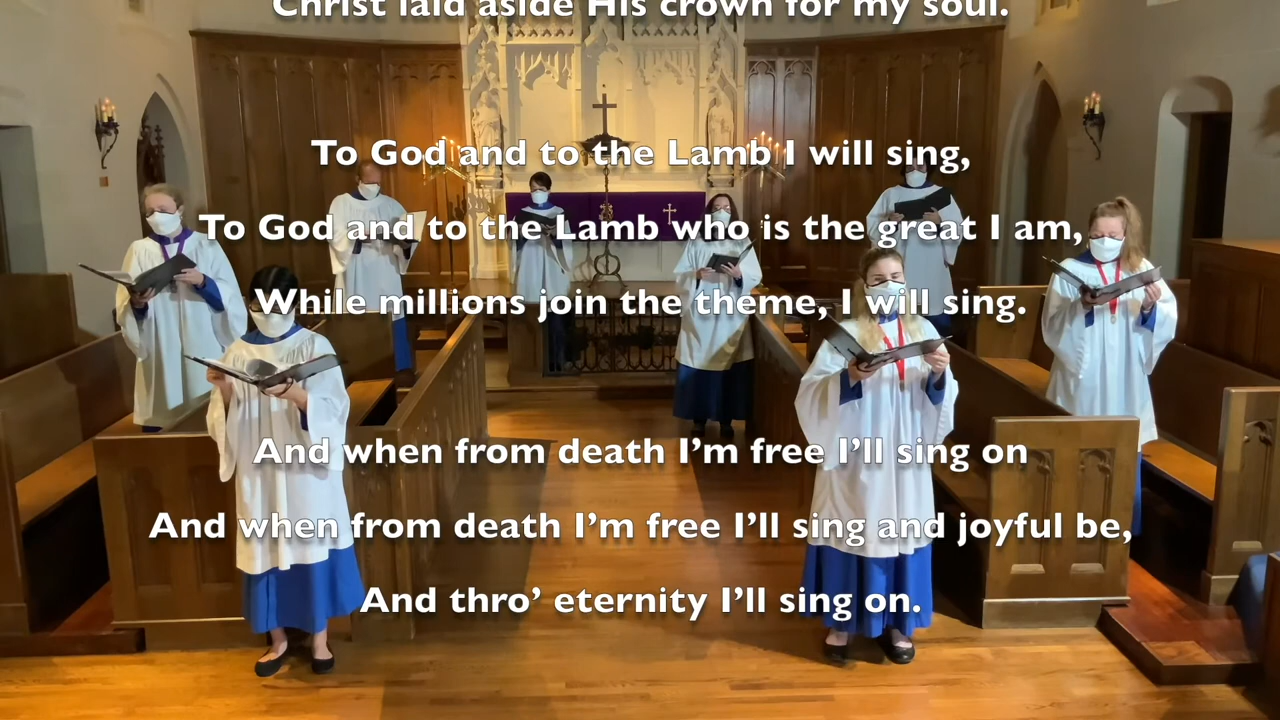 Christ laid aside His crown for my soul.
To God and to the Lamb I will sing,
To God and to the Lamb who is the great I am,
While millions join the theme, I will sing.
And when from death I’m free I’ll sing on
And when from death I’m free I’ll sing and joyful be,
And thro’ eternity I’ll sing on.